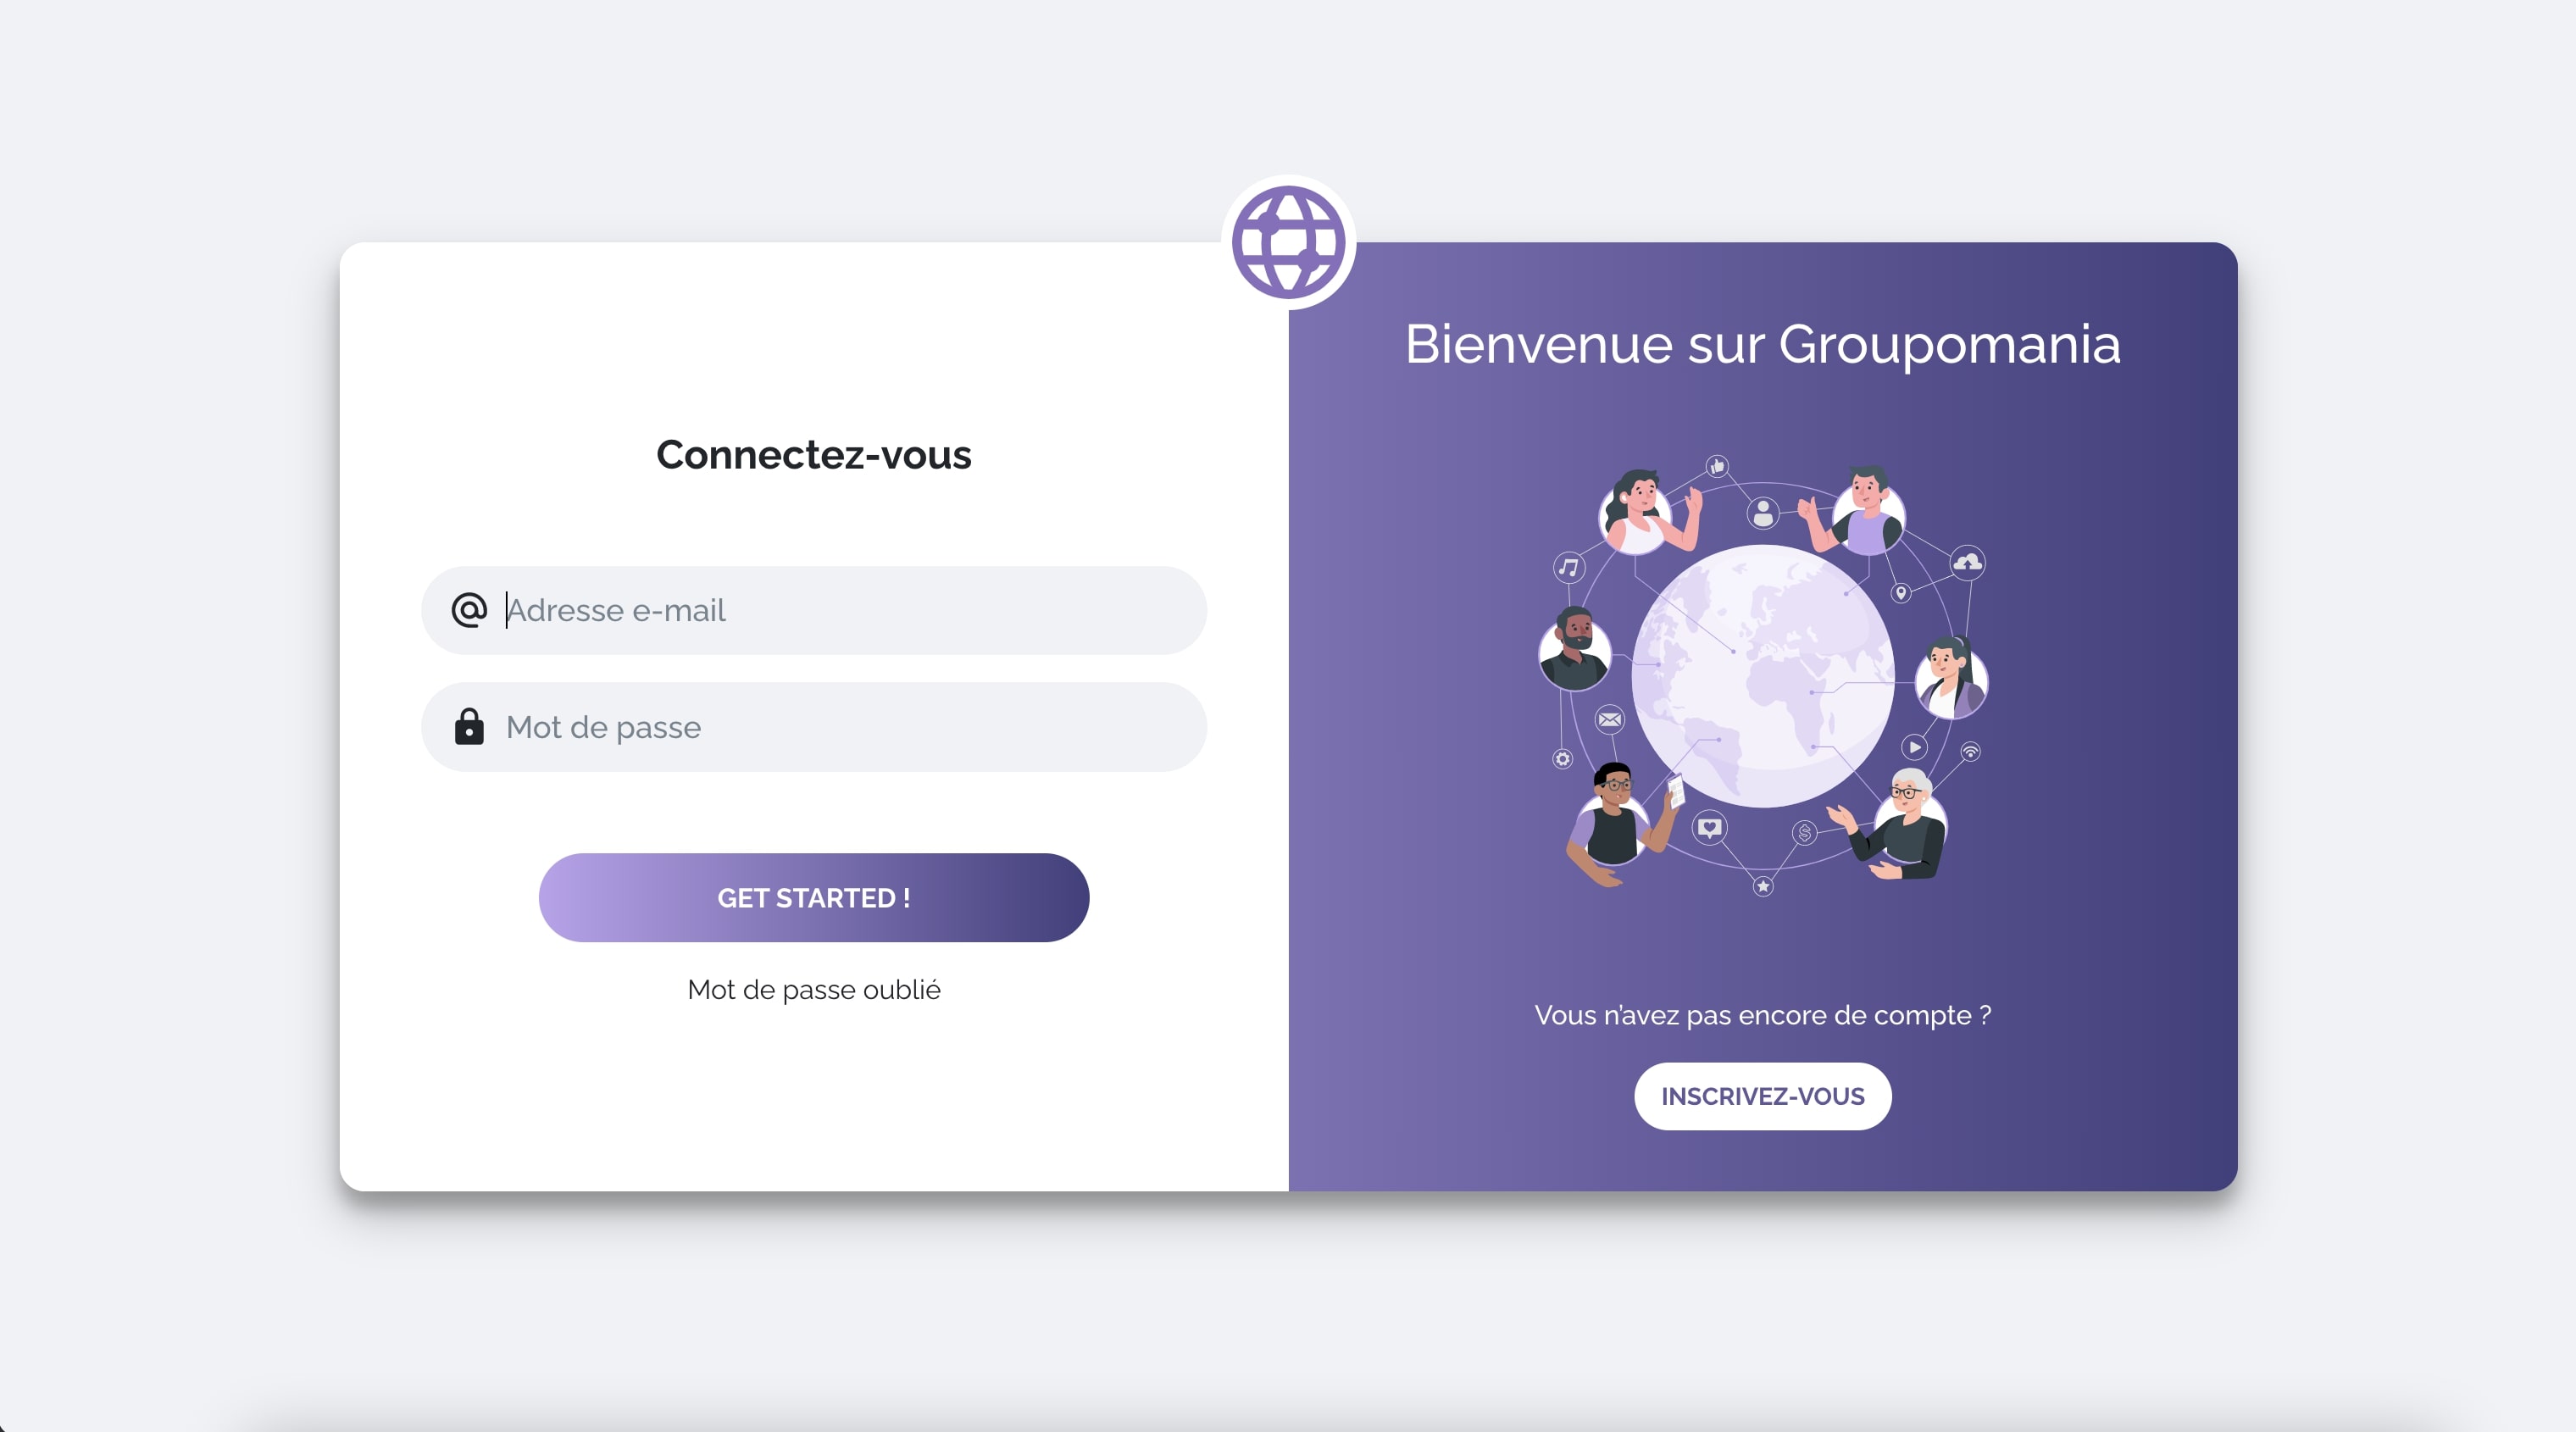 Connectez-vous
Adresse e-mail
Mot de passe
GET STARTED !
Mot de passe oublié
Bienvenue sur Groupomania
Vous n'avez pas encore de compte ?
INSCRIVEZ-VOUS